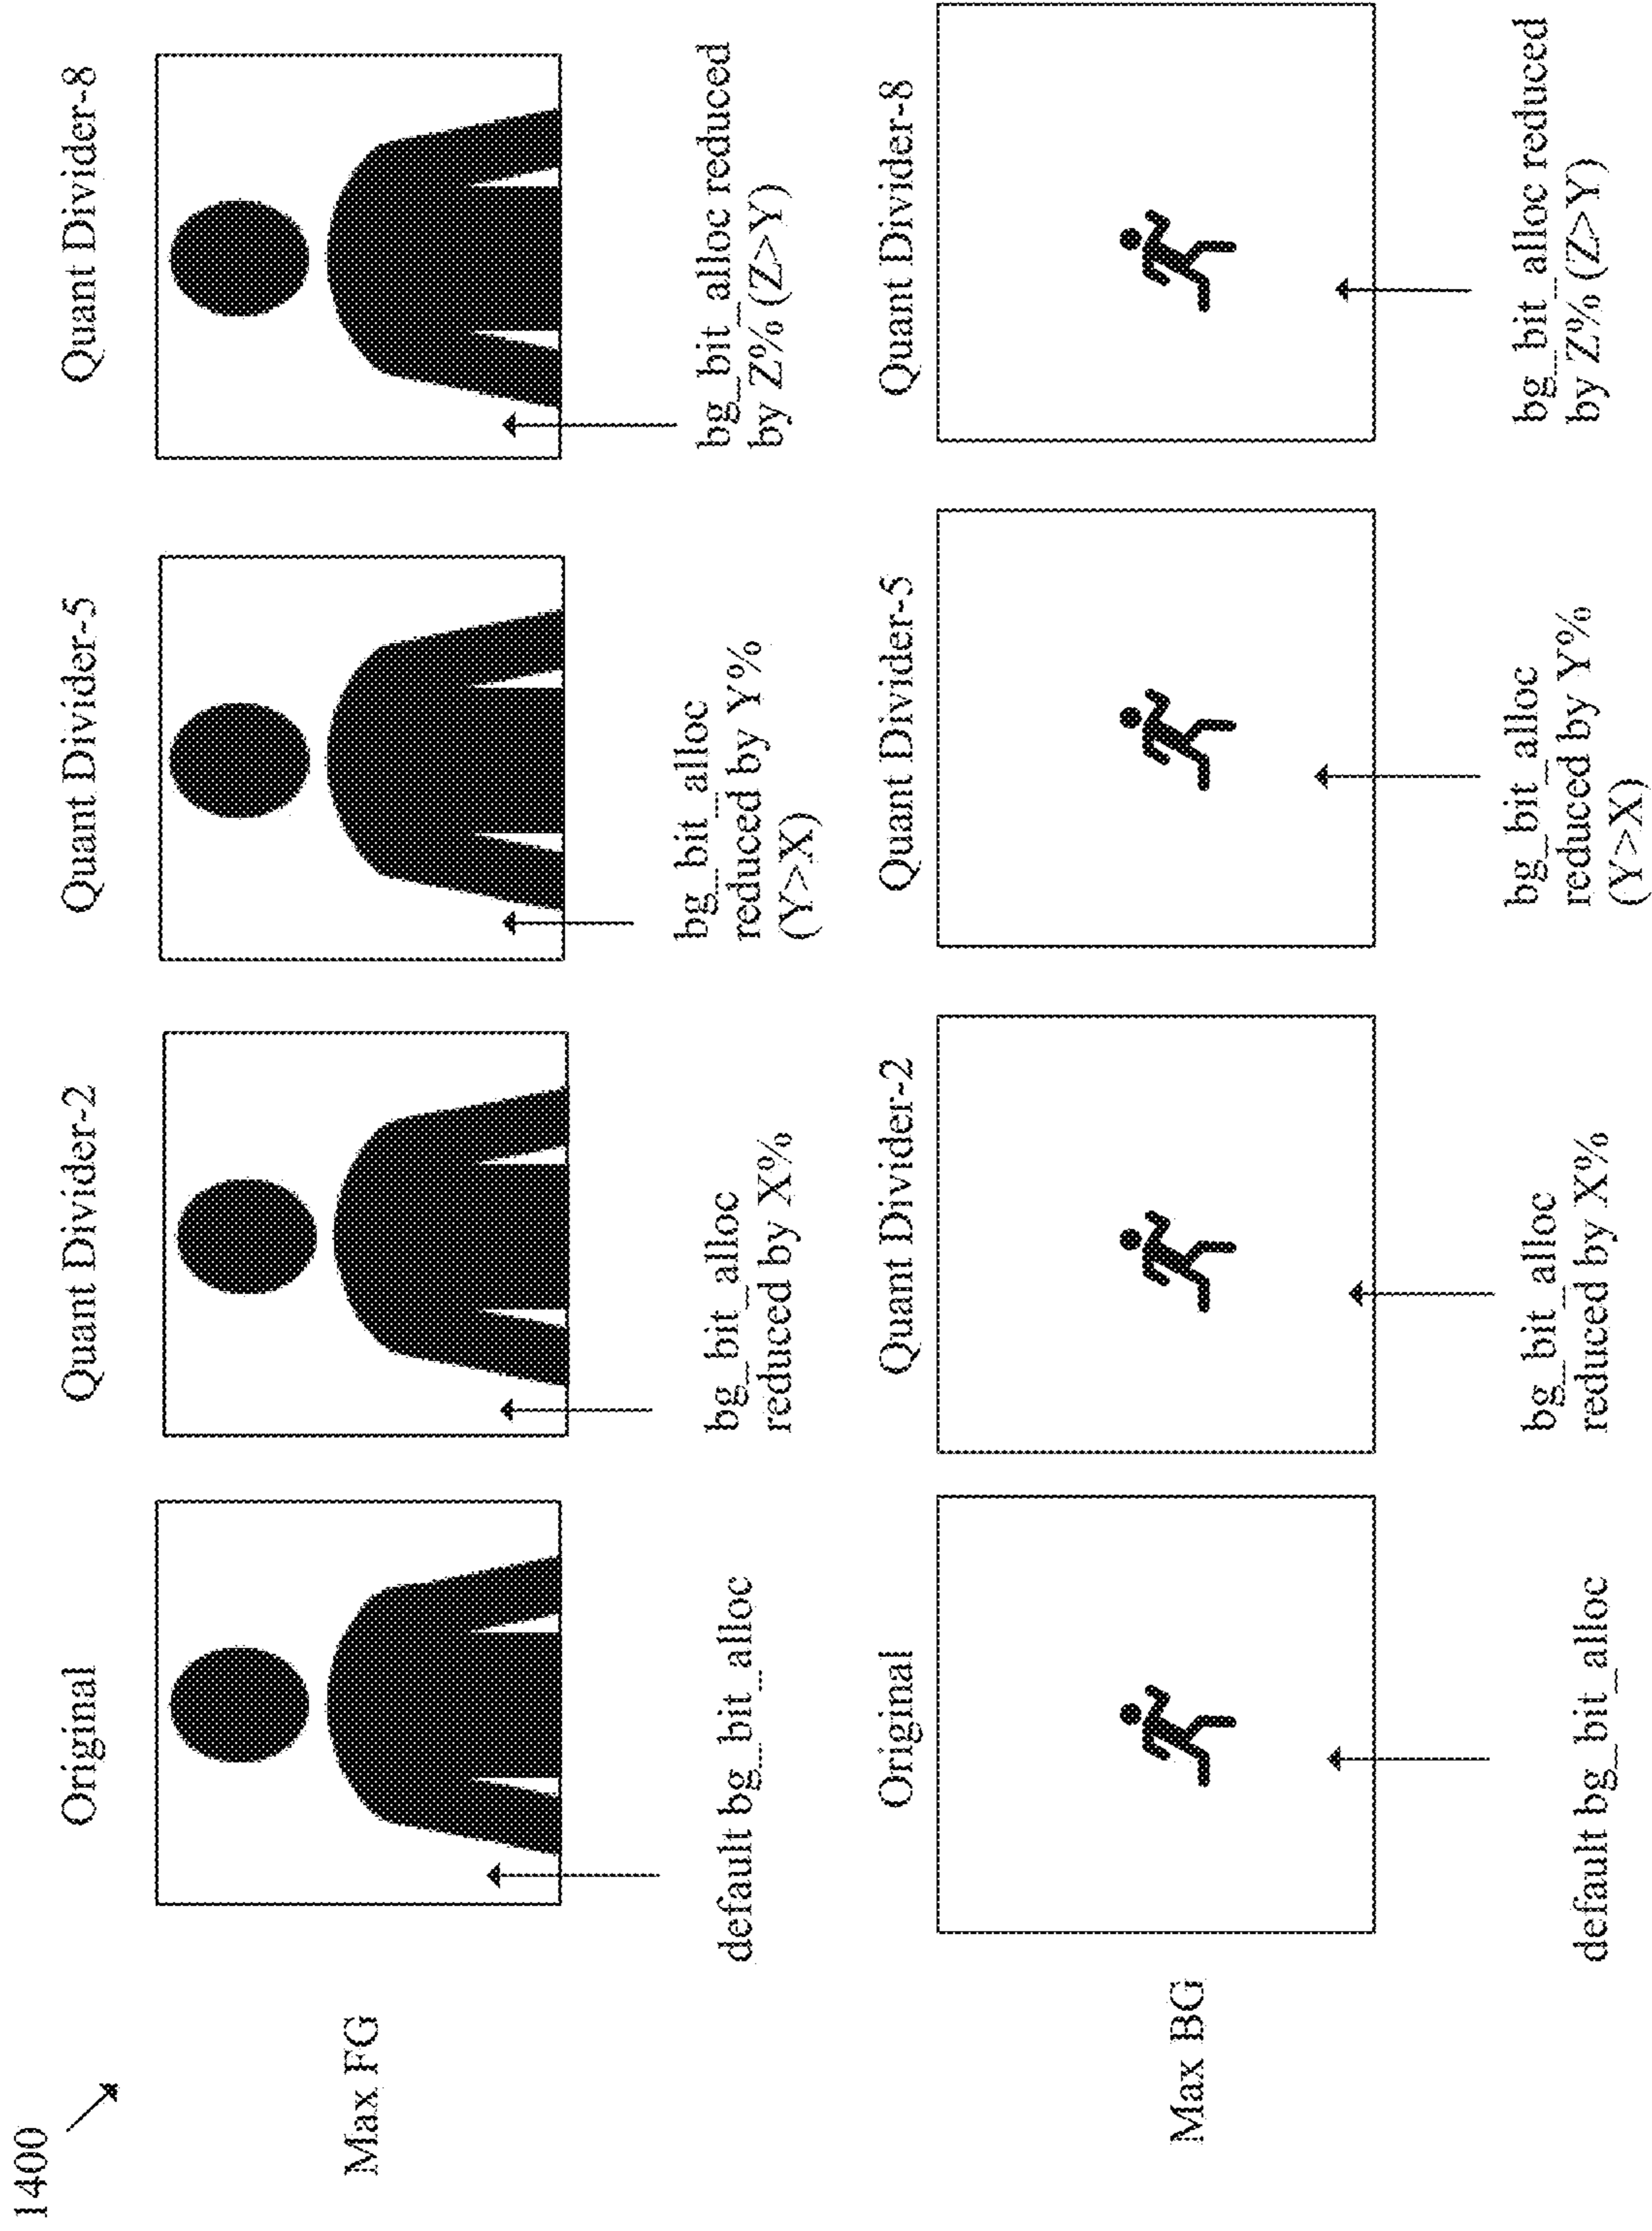 1400
Original
Quant Divider-2
Quant Divider-5
Quant Divider-8
Max FG
default bg_bit_alloc
bg_bit_alloc
reduced by X%
bg_bit_alloc
reduced by Y%
(Y>X)
bg_bit_alloc reduced
by Z% (Z>Y)
Original
Quant Divider-2
Quant Divider-5
Quant Divider-8
Max BG
default bg_bit_alloc
bg_bit_alloc
reduced by X%
bg_bit_alloc
reduced by Y%
(Y>X)
bg_bit_alloc reduced
by Z% (Z>Y)